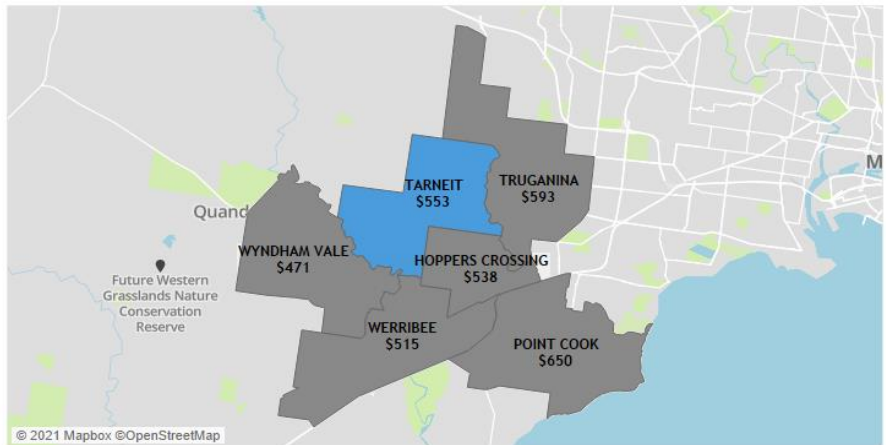 M
TARNEIT
$553
TRUGANINA
$593
Quand
WYNDHAM VALE
$471
HOPPERS CROSSING
$538
Future Western
Grasslands Nature
Conservation
Reserve
WERRIBEE
$515
POINT COOK
$650
© 2021 Mapbox ©OpenStreetMap